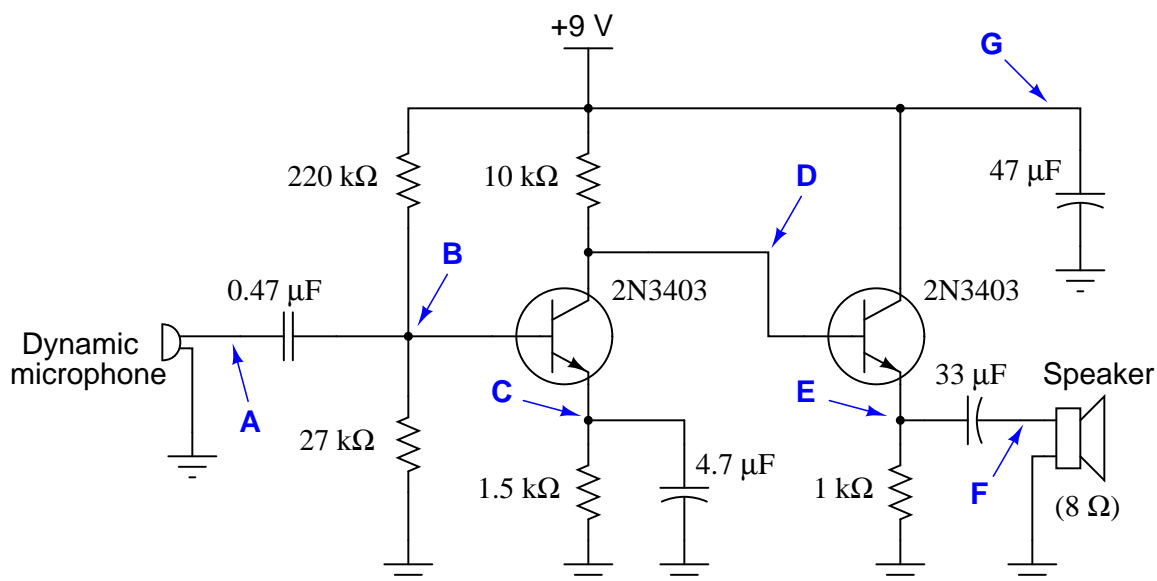 +9 V
G
220 kΩ
10 kΩ
D
47 µF
B
0.47 µF
2N3403
2N3403
Dynamic
microphone
A
C
E
33 µF
Speaker
27 kΩ
1.5 kΩ
4.7 µF
1 kΩ
F
(8 Ω)